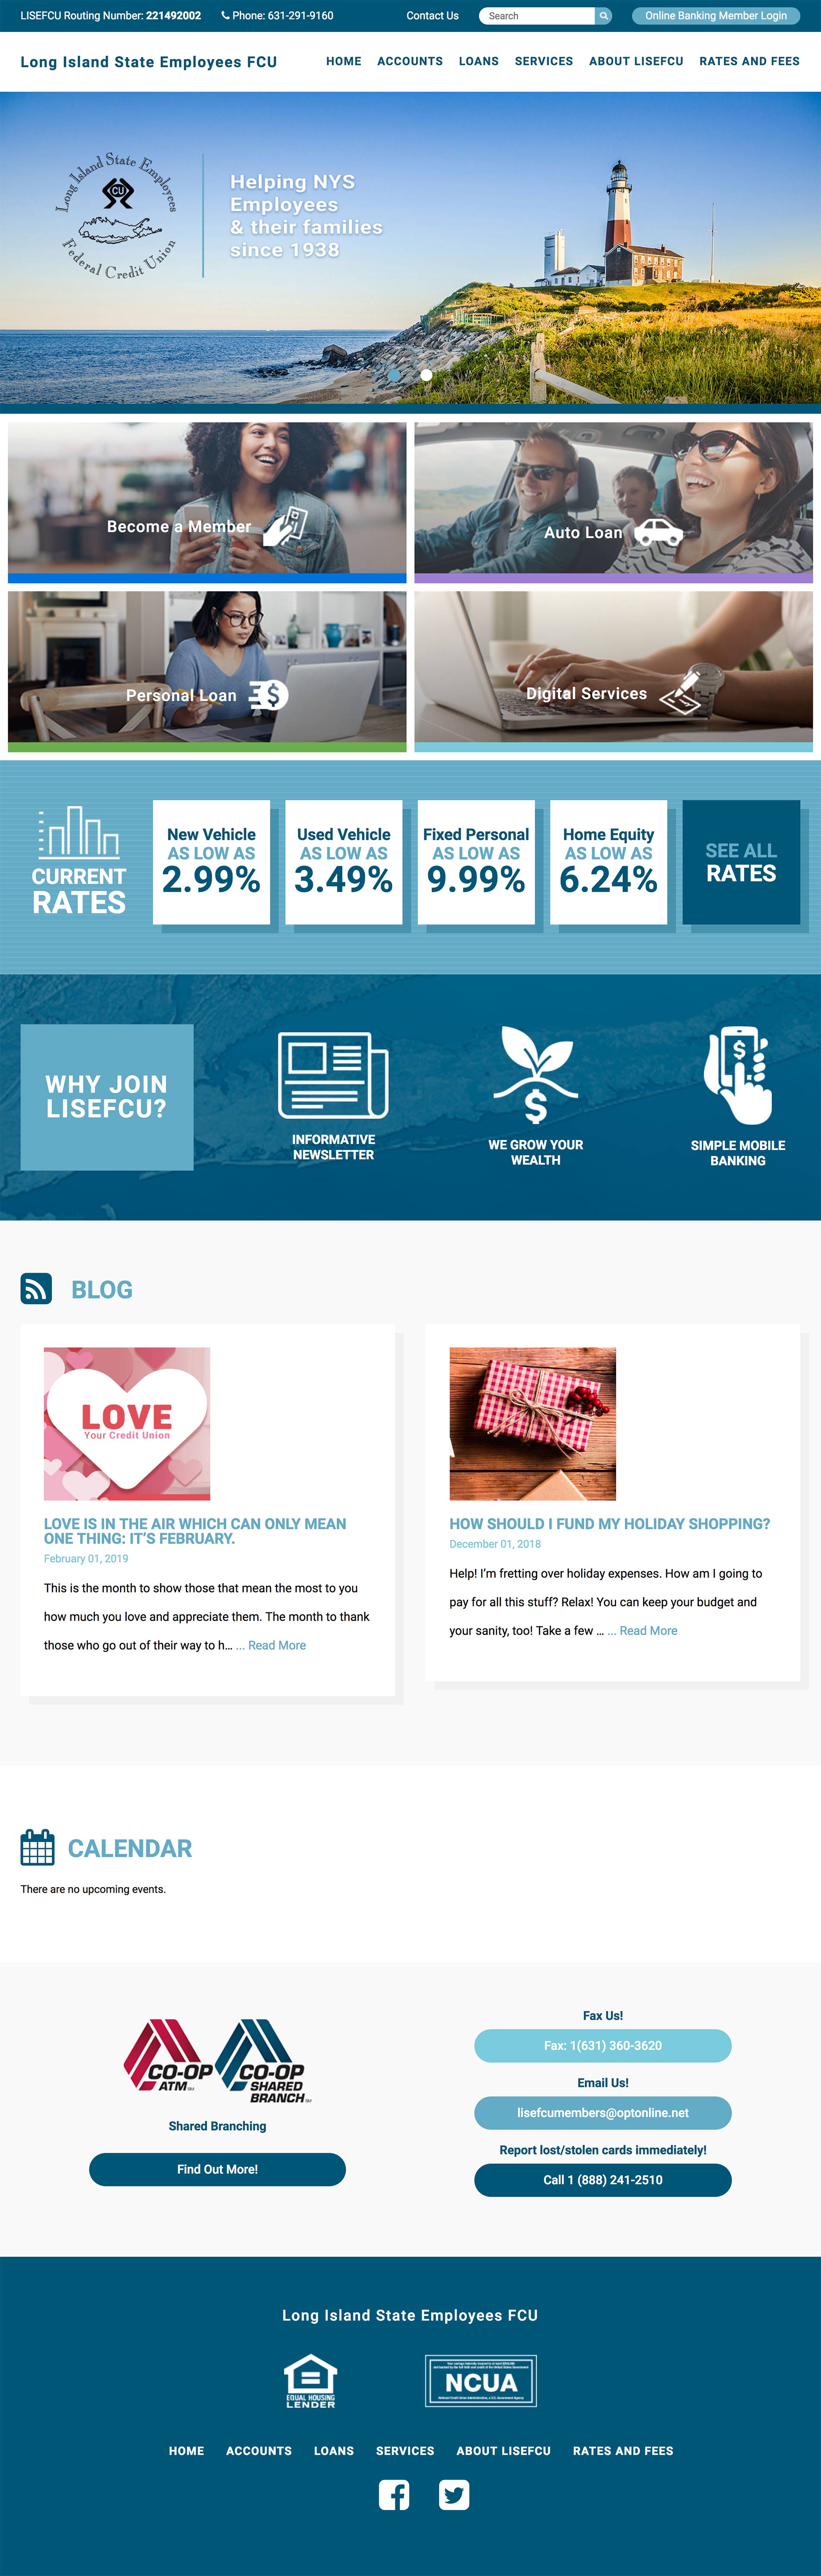 LISEFCU Routing Number: 221492002
Phone: 631-291-9160
Contact Us
Search
Online Banking Member Login
Long Island State Employees FCU
HOME ACCOUNTS LOANS SERVICES ABOUT LISEFCU RATES AND FEES
Long Island State Employees
CU
Federal Credit Union
Helping NYS
Employees
& their families
since 1938
Become a Member
Auto Loan
Personal Loan
$
Digital Services
CURRENT
RATES
New Vehicle
AS LOW AS
2.99%
Used Vehicle
AS LOW AS
3.49%
Fixed Personal
AS LOW AS
9.99%
Home Equity
AS LOW AS
6.24%
SEE ALL
RATES
WHY JOIN
LISEFCU?
INFORMATIVE
NEWSLETTER
$
WE GROW YOUR
WEALTH
$
SIMPLE MOBILE
BANKING
BLOG
LOVE
Your Credit Union
LOVE IS IN THE AIR WHICH CAN ONLY MEAN
ONE THING: IT'S FEBRUARY.
February 01, 2019
This is the month to show those that mean the most to you
how much you love and appreciate them. The month to thank
those who go out of their way to h... ... Read More
HOW SHOULD I FUND MY HOLIDAY SHOPPING?
December 01, 2018
Help! I'm fretting over holiday expenses. How am I going to
pay for all this stuff? Relax! You can keep your budget and
your sanity, too! Take a few ... ... Read More
CALENDAR
There are no upcoming events.
CO-OP
ATM
CO-OP
SHARED
BRANCH
Shared Branching
Find Out More!
Fax Us!
Fax: 1(631) 360-3620
Email Us!
lisefcumembers@optonline.net
Report lost/stolen cards immediately!
Call 1 (888) 241-2510
Long Island State Employees FCU
EQUAL HOUSING
LENDER
NCUA
HOME ACCOUNTS LOANS SERVICES ABOUT LISEFCU RATES AND FEES